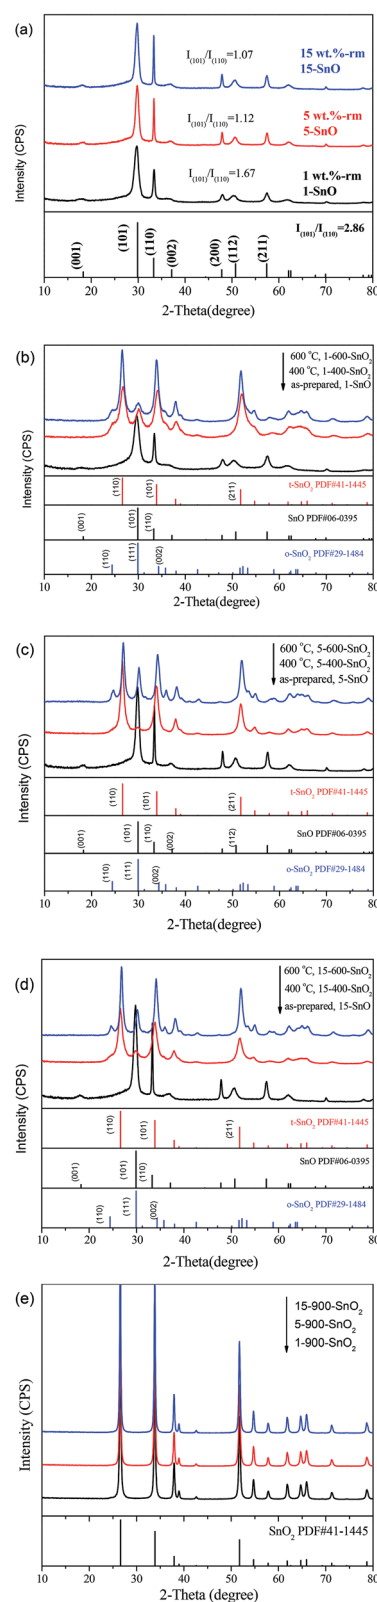 (a)
I(101)/I(110)=1.07
15 wt.%-rm
15-SnO
I(101)/I(110)=1.12
5 wt.%-rm
5-SnO
I(101)/I(110)=1.67
1 wt.%-rm
1-SnO
I(101)/I(110)=2.86
(001)
(101)
(110)
(002)
(200)
(112)
(211)
Intensity (CPS)
10 20 30 40 50 60 70 80
2-Theta(degree)
(b)
600 °C, 1-600-SnO2
400 °C, 1-400-SnO2
as-prepared, 1-SnO
(110)
(101)
(211)
t-SnO2 PDF#41-1445
(001)
(101)
(110)
SnO PDF#06-0395
(110)
(111)
(002)
o-SnO2 PDF#29-1484
Intensity (CPS)
10 20 30 40 50 60 70 80
2-Theta(degree)
(c)
600 °C, 5-600-SnO2
400 °C, 5-400-SnO2
as-prepared, 5-SnO
(110)
(101)
(211)
t-SnO2 PDF#41-1445
(001)
(101)
(110)
(002)
(112)
SnO PDF#06-0395
(110)
(111)
(002)
o-SnO2 PDF#29-1484
Intensity (CPS)
10 20 30 40 50 60 70 80
2-Theta(degree)
(d)
600 °C, 15-600-SnO2
400 °C, 15-400-SnO2
as-prepared, 15-SnO
(110)
(101)
(211)
t-SnO2 PDF#41-1445
(001)
(101)
(110)
SnO PDF#06-0395
(110)
(111)
(002)
o-SnO2 PDF#29-1484
Intensity (CPS)
10 20 30 40 50 60 70 80
2-Theta(degree)
(e)
15-900-SnO2
5-900-SnO2
1-900-SnO2
SnO2 PDF#41-1445
Intensity (CPS)
10 20 30 40 50 60 70 80
2-Theta (degree)